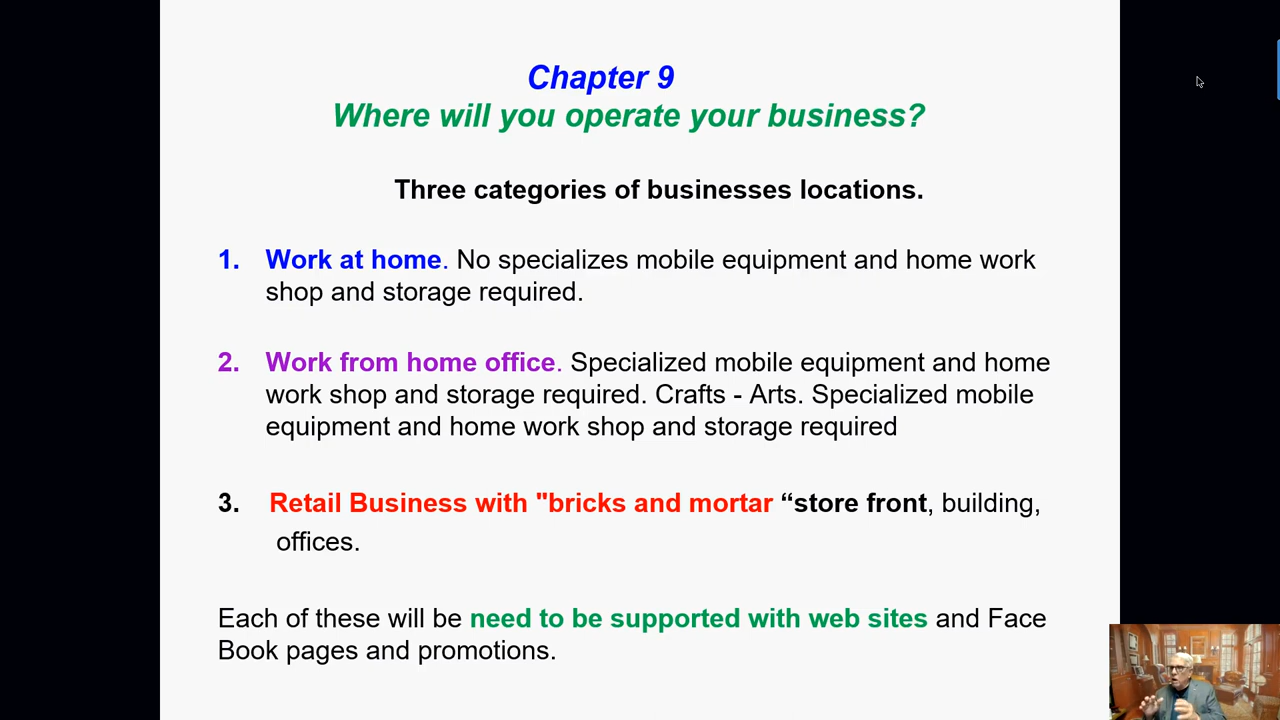 Chapter 9
Where will you operate your business?
Three categories of businesses locations.
1. Work at home. No specializes mobile equipment and home work
shop and storage required.
2. Work from home office. Specialized mobile equipment and home
work shop and storage required. Crafts - Arts. Specialized mobile
equipment and home work shop and storage required
3. Retail Business with "bricks and mortar “store front, building,
offices.
Each of these will be need to be supported with web sites and Face
Book pages and promotions.